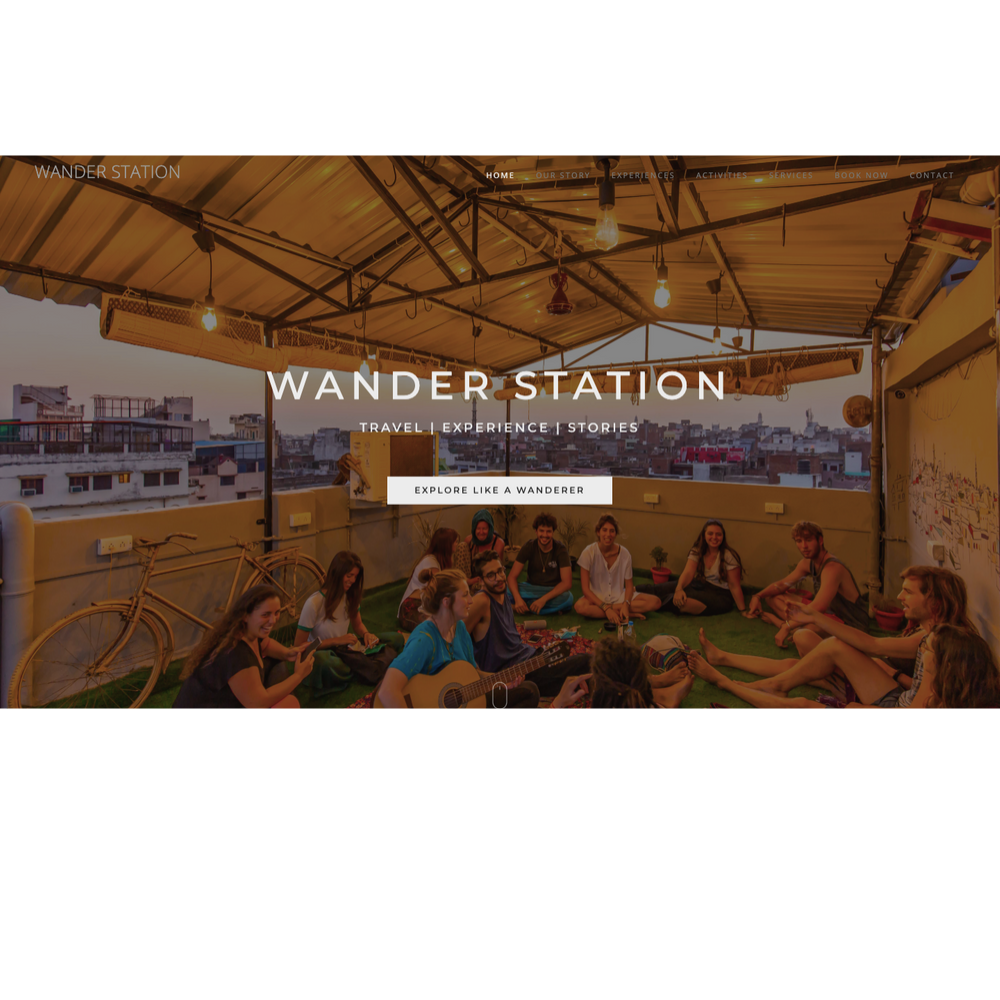 WANDER STATION
HOME OUR STORY EXPERIENCES ACTIVITIES SERVICES BOOK NOW CONTACT
WANDER STATION
TRAVEL | EXPERIENCE | STORIES
EXPLORE LIKE A WANDERER